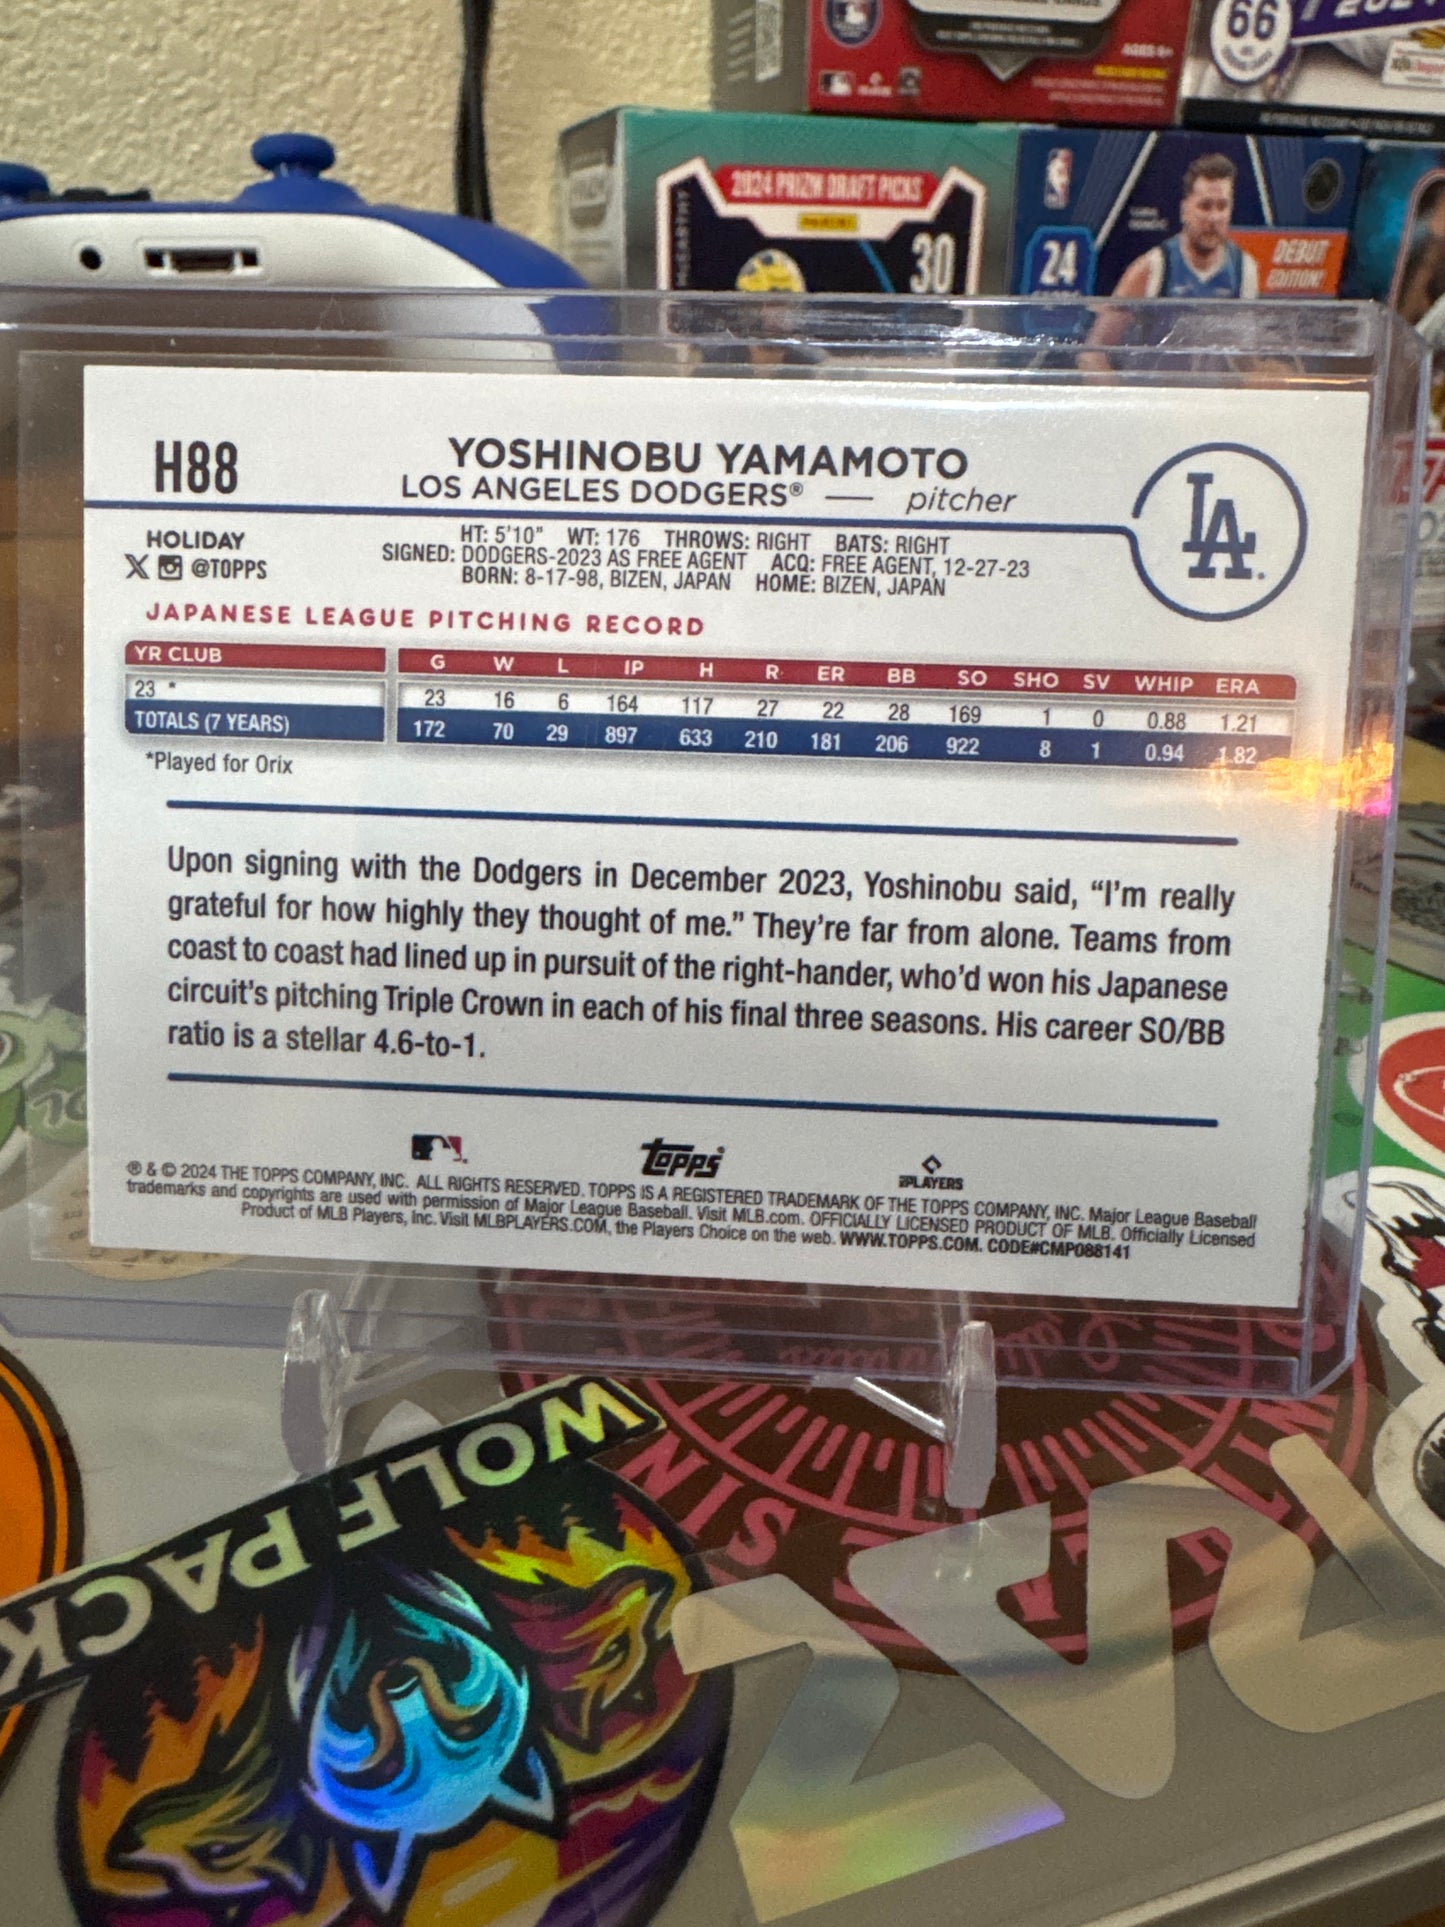 66
2024 PRIZM DRAFT PICKS
PANINI
McCARTHY
30
24
DEBUT
EDITION!
H88
YOSHINOBU YAMAMOTO
LOS ANGELES DODGERS® — pitcher
LA
HOLIDAY
X @TOPPS
HT: 5'10" WT: 176 THROWS: RIGHT BATS: RIGHT
SIGNED: DODGERS-2023 AS FREE AGENT ACQ: FREE AGENT, 12-27-23
BORN: 8-17-98, BIZEN, JAPAN HOME: BIZEN, JAPAN
JAPANESE LEAGUE PITCHING RECORD
YR CLUB G W L IP H R ER BB SO SHO SV WHIP ERA
23 * 23 16 6 164 117 27 22 28 169 1 0 0.88 1.21
TOTALS (7 YEARS) 172 70 29 897 633 210 181 206 922 8 1 0.94 1.82
*Played for Orix
Upon signing with the Dodgers in December 2023, Yoshinobu said, “I’m really
grateful for how highly they thought of me.” They’re far from alone. Teams from
coast to coast had lined up in pursuit of the right-hander, who’d won his Japanese
circuit’s pitching Triple Crown in each of his final three seasons. His career SO/BB
ratio is a stellar 4.6-to-1.
topps
PLAYERS
® & © 2024 THE TOPPS COMPANY, INC. ALL RIGHTS RESERVED. TOPPS IS A REGISTERED TRADEMARK OF THE TOPPS COMPANY, INC. Major League Baseball
trademarks and copyrights are used with permission of Major League Baseball. Visit MLB.com. OFFICIALLY LICENSED PRODUCT OF MLB. Officially Licensed
Product of MLB Players, Inc. Visit MLBPLAYERS.COM, the Players Choice on the web. WWW.TOPPS.COM. CODE#CMP088141
WOLFPACK